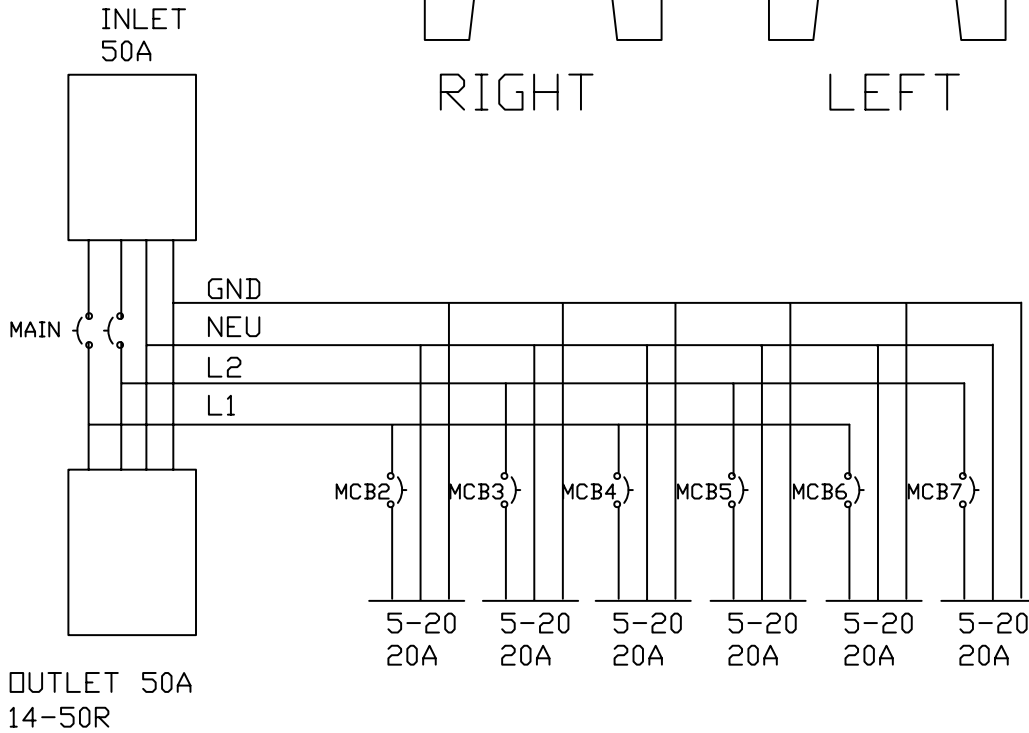 INLET
50A
RIGHT LEFT
GND
MAIN NEU
L2
L1
MCB2 MCB3 MCB4 MCB5 MCB6 MCB7
5-20 5-20 5-20 5-20 5-20 5-20
20A 20A 20A 20A 20A 20A
OUTLET 50A
14-50R